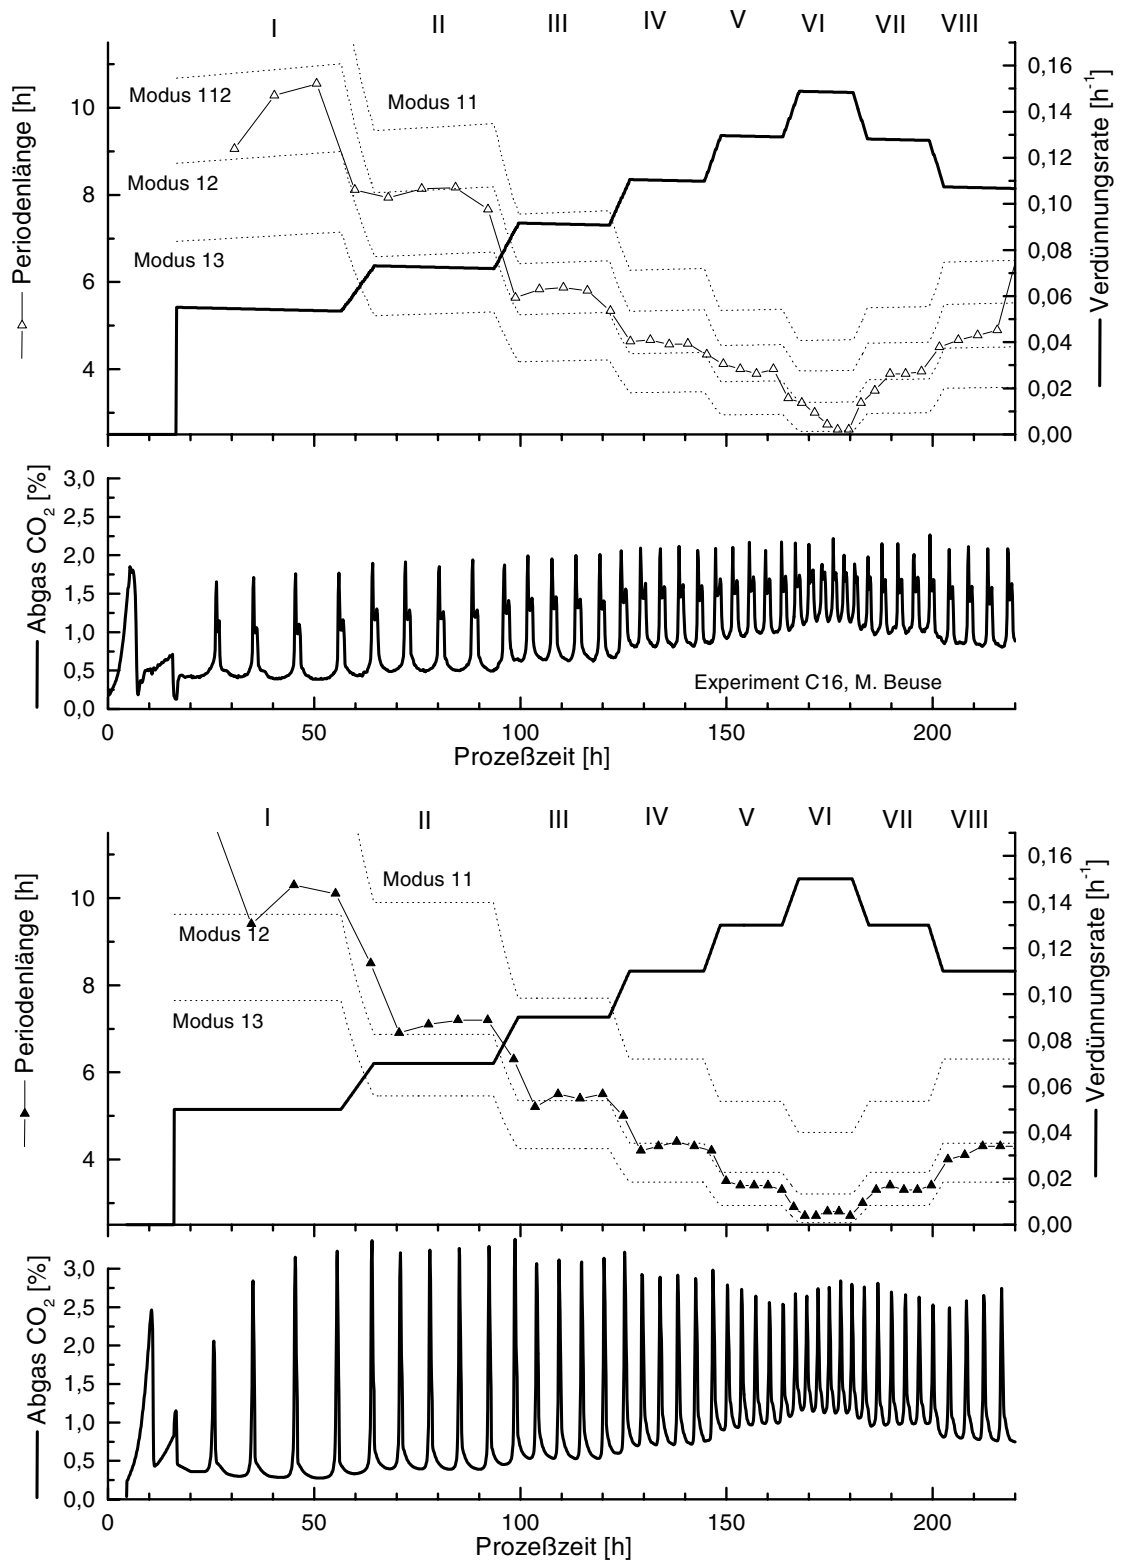 I II III IV V VI VII VIII
Periodenlänge [h]
10
8
6
4
Modus 112
Modus 12
Modus 13
Modus 11
0,16
0,14
0,12
0,10
0,08
0,06
0,04
0,02
0,00
Verdünnungsrate [h-1]
Abgas CO2 [%]
3,0
2,5
2,0
1,5
1,0
0,5
0,0
Experiment C16, M. Beuse
0 50 100 150 200
Prozeßzeit [h]
I II III IV V VI VII VIII
Periodenlänge [h]
10
8
6
4
Modus 11
Modus 12
Modus 13
0,16
0,14
0,12
0,10
0,08
0,06
0,04
0,02
0,00
Verdünnungsrate [h-1]
Abgas CO2 [%]
3,0
2,5
2,0
1,5
1,0
0,5
0,0
0 50 100 150 200
Prozeßzeit [h]